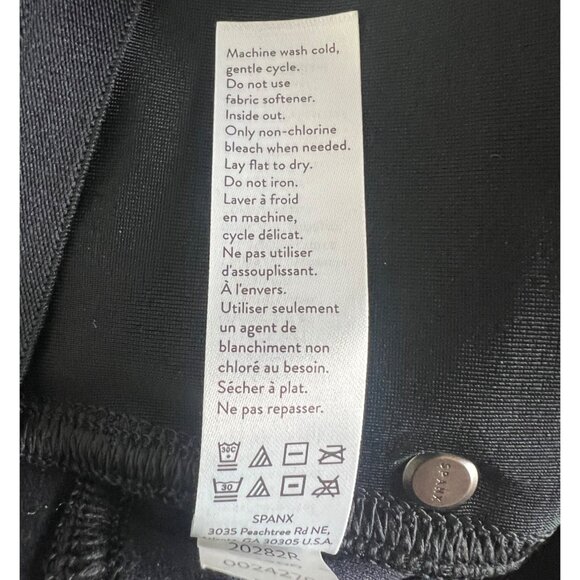 Machine wash cold,
gentle cycle.
Do not use
fabric softener.
Inside out.
Only non-chlorine
bleach when needed.
Lay flat to dry.
Do not iron.
Laver à froid
en machine,
cycle délicat.
Ne pas utiliser
d'assouplissant.
À l'envers.
Utiliser seulement
un agent de
blanchiment non
chloré au besoin.
Sécher à plat.
Ne pas repasser.
30C
30
SPANX
3035 Peachtree Rd NE,
GA 30305 U.S.A.
20282R
SPANX